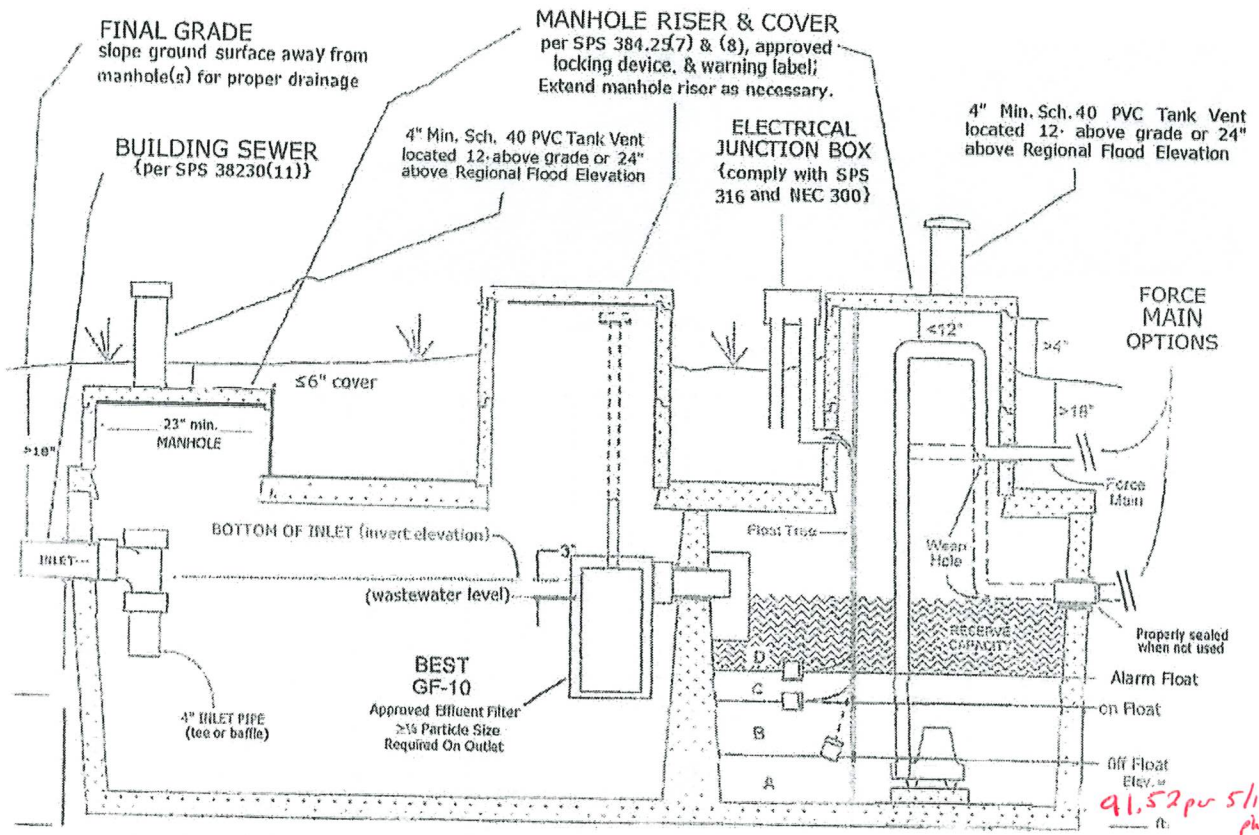 FINAL GRADE
slope ground surface away from
manhole(s) for proper drainage
MANHOLE RISER & COVER
per SPS 384.25(7) & (8), approved
locking device, & warning label;
Extend manhole riser as necessary.
BUILDING SEWER
{per SPS 38230(11)}
4" Min. Sch. 40 PVC Tank Vent
located 12· above grade or 24"
above Regional Flood Elevation
ELECTRICAL
JUNCTION BOX
{comply with SPS
316 and NEC 300}
4" Min. Sch. 40 PVC Tank Vent
located 12· above grade or 24"
above Regional Flood Elevation
FORCE
MAIN
OPTIONS
≤12"
>4"
≤6" cover
>18"
23" min.
MANHOLE
>18"
Force
Main
BOTTOM OF INLET (invert elevation)
Float Tree
Weep
Hole
INLET
3"
(wastewater level)
RESERVE
CAPACITY
Properly sealed
when not used
BEST
GF-10
Approved Effluent Filter
Particle Size
Required On Outlet
4" INLET PIPE
(tee or baffle)
D
Alarm Float
C
on Float
B
Off Float
Elev. =
A
91.52 per 5/1
ft.